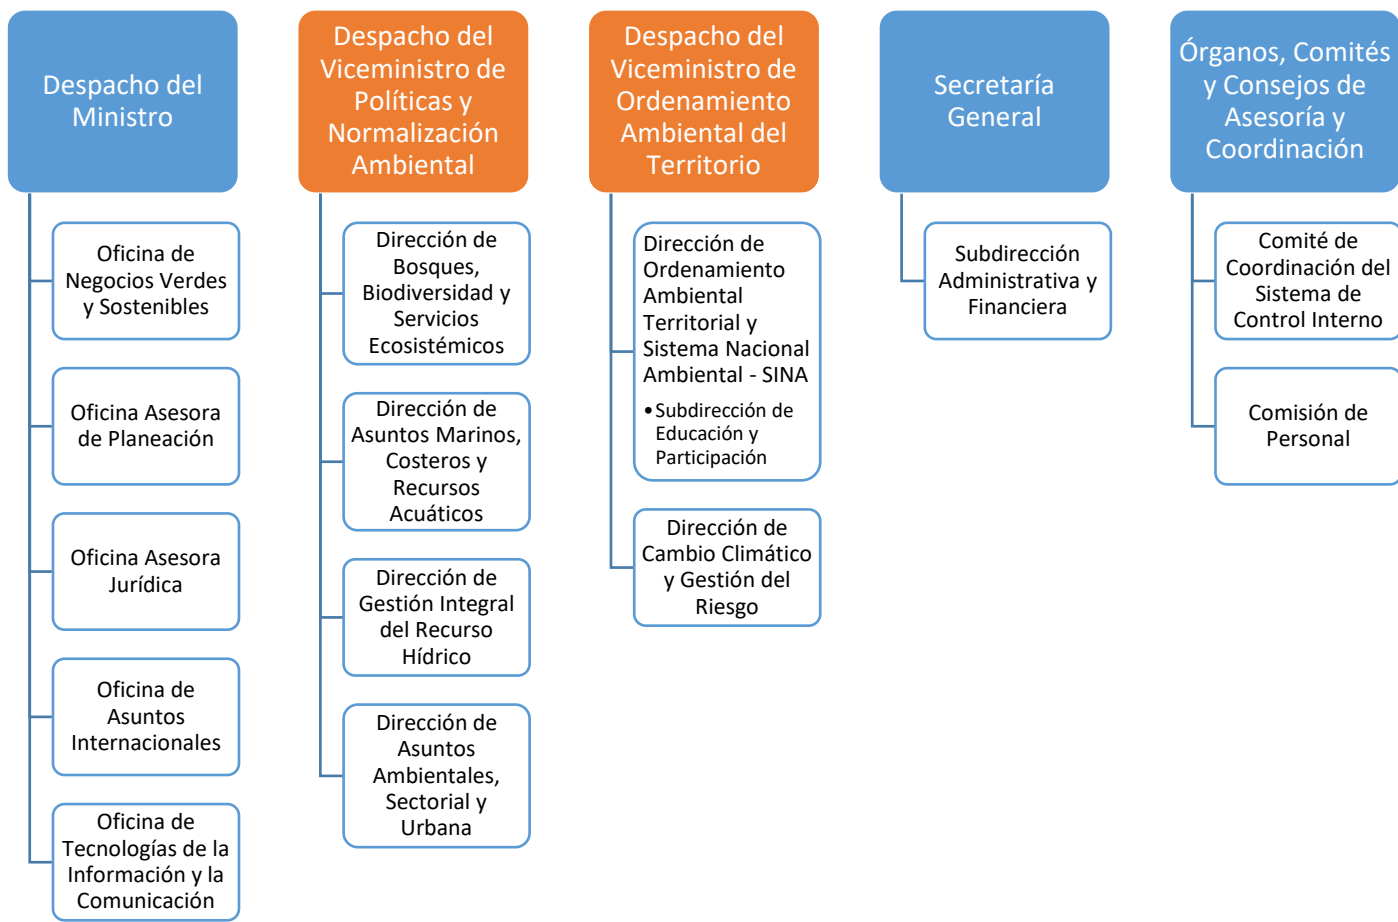 Despacho del
Ministro
Oficina de
Negocios Verdes
y Sostenibles
Oficina Asesora
de Planeación
Oficina Asesora
Jurídica
Oficina de
Asuntos
Internacionales
Oficina de
Tecnologías de la
Información y la
Comunicación
Despacho del
Viceministro de
Políticas y
Normalización
Ambiental
Dirección de
Bosques,
Biodiversidad y
Servicios
Ecosistémicos
Dirección de
Asuntos Marinos,
Costeros y
Recursos
Acuáticos
Dirección de
Gestión Integral
del Recurso
Hídrico
Dirección de
Asuntos
Ambientales,
Sectorial y
Urbana
Despacho del
Viceministro de
Ordenamiento
Ambiental del
Territorio
Dirección de
Ordenamiento
Ambiental
Territorial y
Sistema Nacional
Ambiental - SINA
•Subdirección de
Educación y
Participación
Dirección de
Cambio Climático
y Gestión del
Riesgo
Secretaría
General
Subdirección
Administrativa y
Financiera
Órganos, Comités
y Consejos de
Asesoría y
Coordinación
Comité de
Coordinación del
Sistema de
Control Interno
Comisión de
Personal